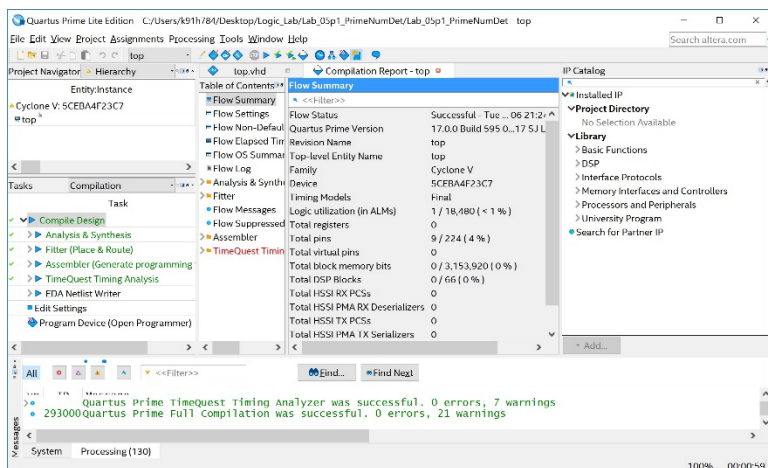 Quartus Prime Lite Edition C:/Users/k91h784/Desktop/Logic_Lab/Lab_05p1_PrimeNumDet/Lab_05p1_PrimeNumDet top
File Edit View Project Assignments Processing Tools Window Help
Search altera.com
top
Project Navigator Hierarchy
Entity:Instance
Cyclone V: 5CEBA4F23C7
top
Tasks Compilation
Task
Compile Design
Analysis & Synthesis
Fitter (Place & Route)
Assembler (Generate programming
TimeQuest Timing Analysis
EDA Netlist Writer
Edit Settings
Program Device (Open Programmer)
top.vhd
Compilation Report - top
Table of Contents
Flow Summary
Flow Settings
Flow Non-Defaul
Flow Elapsed Tim
Flow OS Summar
Flow Log
Analysis & Synth
Fitter
Flow Messages
Flow Suppressed
Assembler
TimeQuest Timin
Flow Summary
<<Filter>>
Flow Status Successful - Tue ... 06 21:2
Quartus Prime Version 17.0.0 Build 595 0...17 SJ L
Revision Name top
Top-level Entity Name top
Family Cyclone V
Device 5CEBA4F23C7
Timing Models Final
Logic utilization (in ALMs) 1 / 18,480 ( < 1 % )
Total registers 0
Total pins 9 / 224 ( 4 % )
Total virtual pins 0
Total block memory bits 0 / 3,153,920 ( 0 % )
Total DSP Blocks 0 / 66 ( 0 % )
Total HSSI RX PCSs 0
Total HSSI PMA RX Deserializers 0
Total HSSI TX PCSs 0
Total HSSI PMA TX Serializers 0
IP Catalog
Installed IP
Project Directory
No Selection Available
Library
Basic Functions
DSP
Interface Protocols
Memory Interfaces and Controllers
Processors and Peripherals
University Program
Search for Partner IP
+ Add...
All
<<Filter>>
Find...
Find Next
Quartus Prime TimeQuest Timing Analyzer was successful. 0 errors, 7 warnings
293000 Quartus Prime Full Compilation was successful. 0 errors, 21 warnings
Messages
System Processing (130)
100% 00:00:59